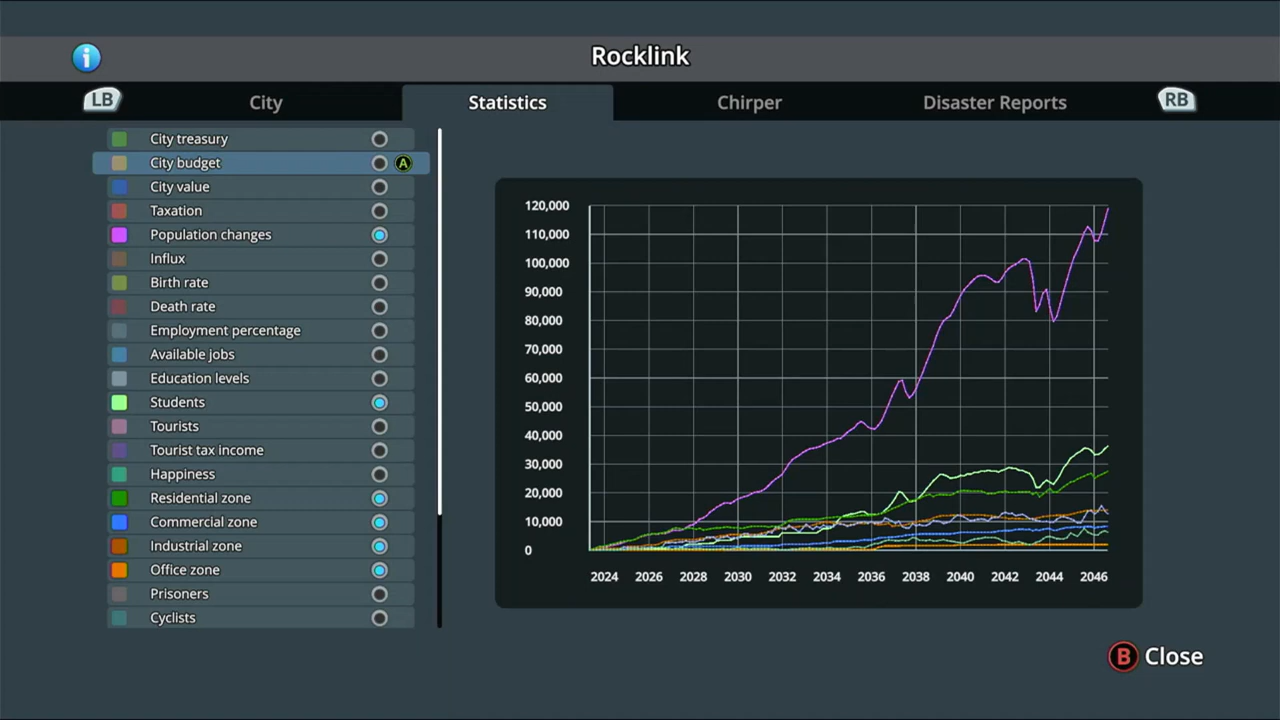 Rocklink
LB City Statistics Chirper Disaster Reports RB
City treasury
City budget A
City value
Taxation
Population changes
Influx
Birth rate
Death rate
Employment percentage
Available jobs
Education levels
Students
Tourists
Tourist tax income
Happiness
Residential zone
Commercial zone
Industrial zone
Office zone
Prisoners
Cyclists
120,000
110,000
100,000
90,000
80,000
70,000
60,000
50,000
40,000
30,000
20,000
10,000
0
2024 2026 2028 2030 2032 2034 2036 2038 2040 2042 2044 2046
B Close